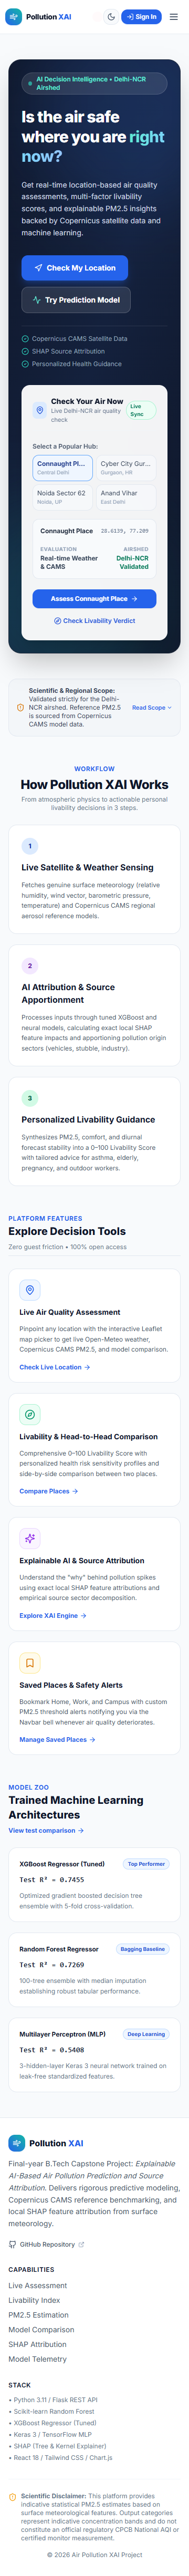 Pollution XAI
Sign In
AI Decision Intelligence • Delhi-NCR
Airshed
Is the air safe
where you are right
now?
Get real-time location-based air quality
assessments, multi-factor livability
scores, and explainable PM2.5 insights
backed by Copernicus satellite data and
machine learning.
Check My Location
Try Prediction Model
Copernicus CAMS Satellite Data
SHAP Source Attribution
Personalized Health Guidance
Check Your Air Now
Live Delhi-NCR air quality
check
Live
Sync
Select a Popular Hub:
Connaught Pl...
Central Delhi
Cyber City Gur...
Gurgaon, HR
Noida Sector 62
Noida, UP
Anand Vihar
East Delhi
Connaught Place
28.6139, 77.209
EVALUATION
Real-time Weather
& CAMS
AIRSHED
Delhi-NCR
Validated
Assess Connaught Place →
Check Livability Verdict
Scientific & Regional Scope:
Validated strictly for the Delhi-
NCR airshed. Reference PM2.5
is sourced from Copernicus
CAMS model data.
Read Scope
WORKFLOW
How Pollution XAI Works
From atmospheric physics to actionable personal
livability decisions in 3 steps.
1
Live Satellite & Weather Sensing
Fetches genuine surface meteorology (relative
humidity, wind vector, barometric pressure,
temperature) and Copernicus CAMS regional
aerosol reference models.
2
AI Attribution & Source
Apportionment
Processes inputs through tuned XGBoost and
neural models, calculating exact local SHAP
feature impacts and apportioning pollution origin
sectors (vehicles, stubble, industry).
3
Personalized Livability Guidance
Synthesizes PM2.5, comfort, and diurnal
forecast stability into a 0–100 Livability Score
with tailored advice for asthma, elderly,
pregnancy, and outdoor workers.
PLATFORM FEATURES
Explore Decision Tools
Zero guest friction • 100% open access
Live Air Quality Assessment
Pinpoint any location with the interactive Leaflet
map picker to get live Open-Meteo weather,
Copernicus CAMS PM2.5, and model comparison.
Check Live Location →
Livability & Head-to-Head Comparison
Comprehensive 0–100 Livability Score with
personalized health risk sensitivity profiles and
side-by-side comparison between two places.
Compare Places →
Explainable AI & Source Attribution
Understand the "why" behind pollution spikes
using exact local SHAP feature attributions and
empirical source sector decomposition.
Explore XAI Engine →
Saved Places & Safety Alerts
Bookmark Home, Work, and Campus with custom
PM2.5 threshold alerts notifying you via the
Navbar bell whenever air quality deteriorates.
Manage Saved Places →
MODEL ZOO
Trained Machine Learning
Architectures
View test comparison →
XGBoost Regressor (Tuned)
Top Performer
Test R² = 0.7455
Optimized gradient boosted decision tree
ensemble with 5-fold cross-validation.
Random Forest Regressor
Bagging Baseline
Test R² = 0.7269
100-tree ensemble with median imputation
establishing robust tabular performance.
Multilayer Perceptron (MLP)
Deep Learning
Test R² = 0.5408
3-hidden-layer Keras 3 neural network trained on
leak-free standardized features.
Pollution XAI
Final-year B.Tech Capstone Project: Explainable
AI-Based Air Pollution Prediction and Source
Attribution. Delivers rigorous predictive modeling,
Copernicus CAMS reference benchmarking, and
local SHAP feature attribution from surface
meteorology.
GitHub Repository
CAPABILITIES
Live Assessment
Livability Index
PM2.5 Estimation
Model Comparison
SHAP Attribution
Model Telemetry
STACK
• Python 3.11 / Flask REST API
• Scikit-learn Random Forest
• XGBoost Regressor (Tuned)
• Keras 3 / TensorFlow MLP
• SHAP (Tree & Kernel Explainer)
• React 18 / Tailwind CSS / Chart.js
Scientific Disclaimer: This platform provides
indicative statistical PM2.5 estimates based on
surface meteorological features. Output categories
represent indicative concentration bands and do not
constitute an official regulatory CPCB National AQI or
certified monitor measurement.
© 2026 Air Pollution XAI Project